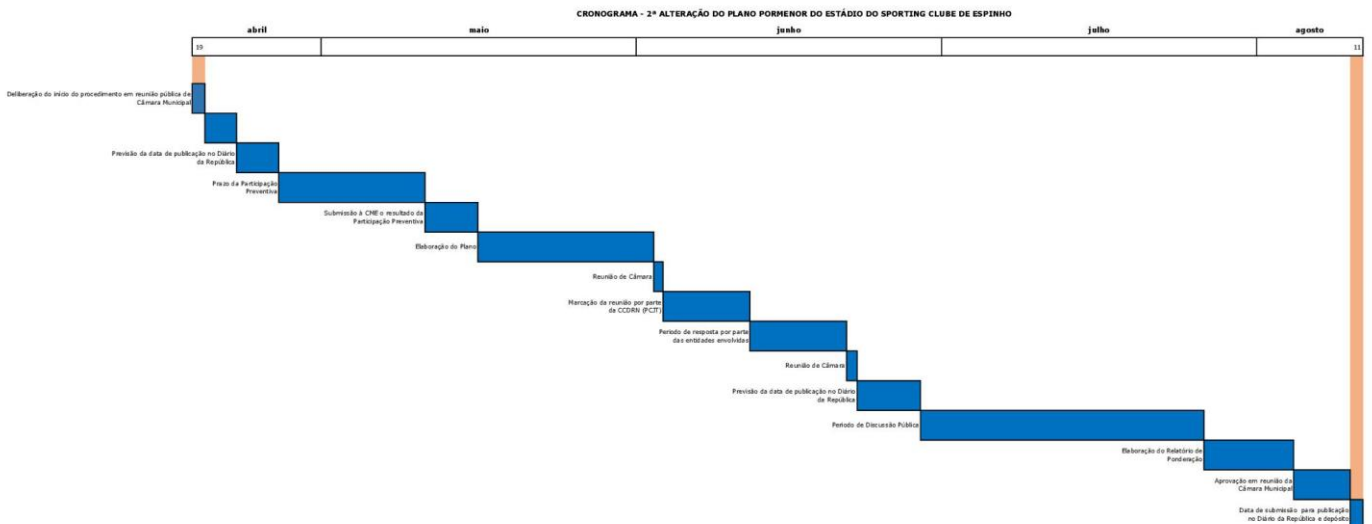 CRONOGRAMA - 2ª ALTERAÇÃO DO PLANO PORMENOR DO ESTÁDIO DO SPORTING CLUBE DE ESPINHO
abril maio junho julho agosto
19 11
Deliberação do início do procedimento em reunião pública de
Câmara Municipal
Previsão da data de publicação no Diário
da República
Prazo da Participação
Preventiva
Submissão à CME o resultado da
Participação Preventiva
Elaboração do Plano
Reunião de Câmara
Marcação da reunião por parte
da CCDRN (PCJT)
Periodo de resposta por parte
das entidades envolvidas
Reunião de Câmara
Previsão da data de publicação no Diário
da República
Periodo de Discussão Pública
Elaboração do Relatório de
Ponderação
Aprovação em reunião da
Câmara Municipal
Data de submissão para publicação
no Diário da República e depósito